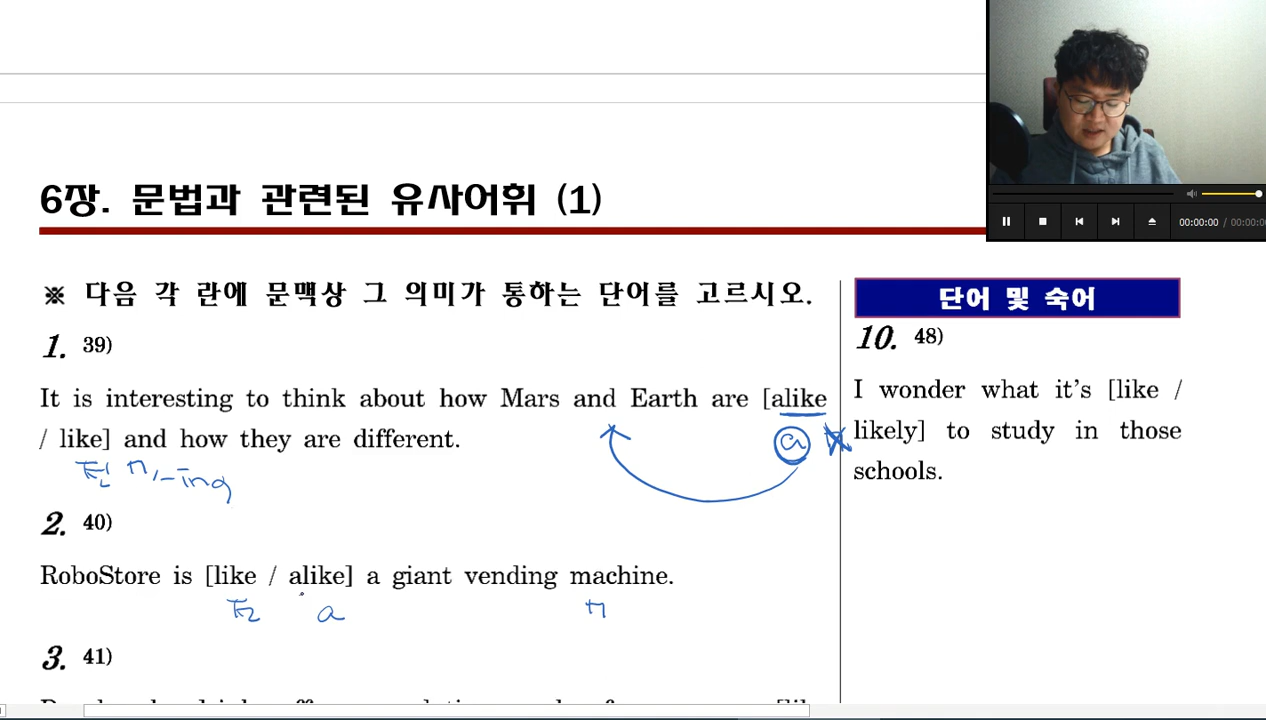 6장. 문법과 관련된 유사어휘 (1)
※ 다음 각 란에 문맥상 그 의미가 통하는 단어를 고르시오.
1. 39)
It is interesting to think about how Mars and Earth are [alike
/ like] and how they are different.
a
전 n, -ing
2. 40)
RoboStore is [like / alike] a giant vending machine.
전 a n
3. 41)
단어 및 숙어
10. 48)
I wonder what it's [like /
likely] to study in those
schools.
00:00:00 / 00:00:0